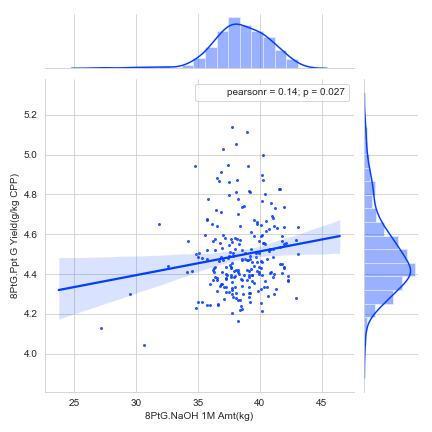 pearsonr = 0.14; p = 0.027
5.2
5.0
4.8
4.6
4.4
4.2
4.0
8PtG.Ppt G Yield(g/kg CPP)
25 30 35 40 45
8PtG.NaOH 1M Amt(kg)